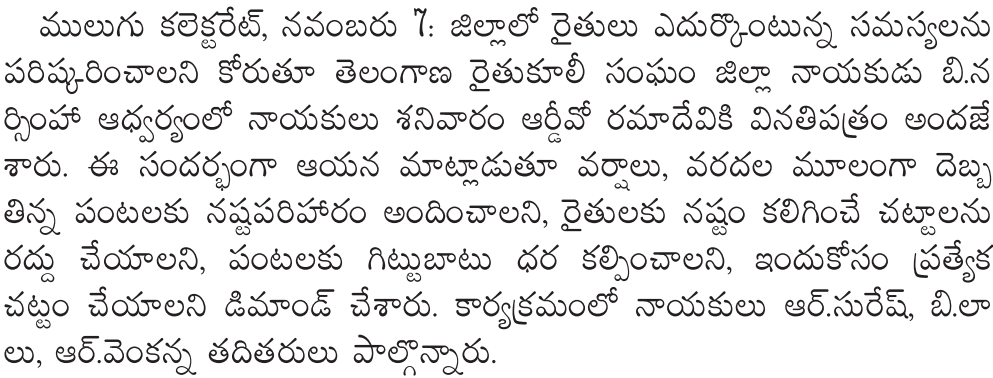 ములుగు కలెక్టరేట్, నవంబరు 7: జిల్లాలో రైతులు ఎదుర్కొంటున్న సమస్యలను
పరిష్కరించాలని కోరుతూ తెలంగాణ రైతుకూలీ సంఘం జిల్లా నాయకుడు బి.న
ర్సింహా ఆధ్వర్యంలో నాయకులు శనివారం ఆర్డీవో రమాదేవికి వినతిపత్రం అందజే
శారు. ఈ సందర్భంగా ఆయన మాట్లాడుతూ వర్షాలు, వరదల మూలంగా దెబ్బ
తిన్న పంటలకు నష్టపరిహారం అందించాలని, రైతులకు నష్టం కలిగించే చట్టాలను
రద్దు చేయాలని, పంటలకు గిట్టుబాటు ధర కల్పించాలని, ఇందుకోసం ప్రత్యేక
చట్టం చేయాలని డిమాండ్ చేశారు. కార్యక్రమంలో నాయకులు ఆర్.సురేష్, బి.లా
లు, ఆర్.వెంకన్న తదితరులు పాల్గొన్నారు.